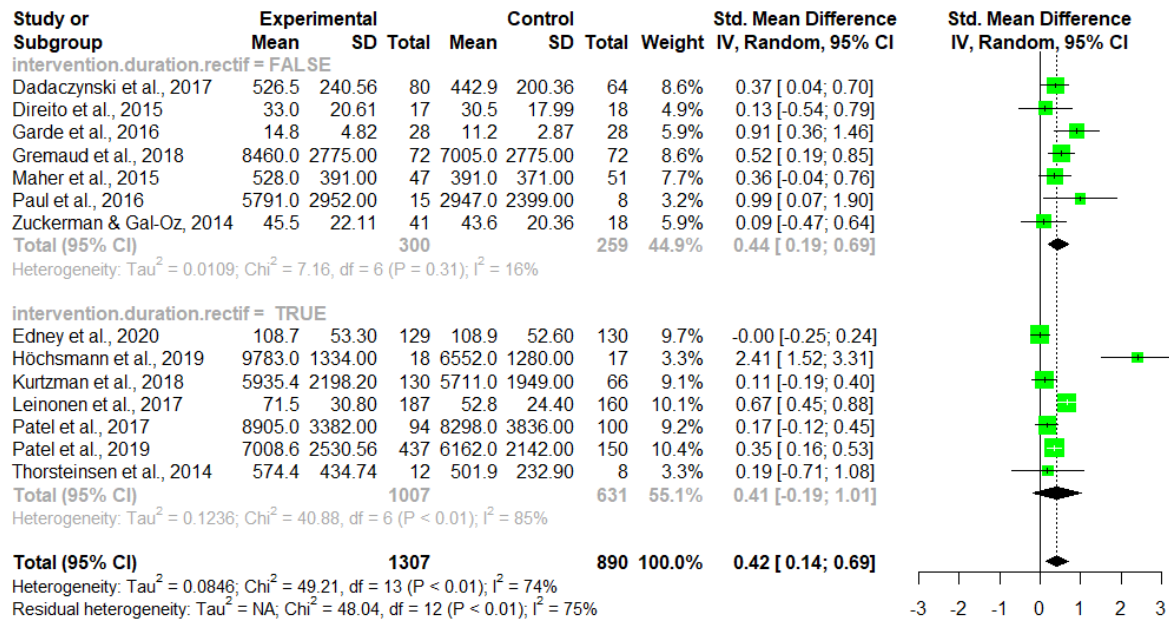 Study or Experimental Control Std. Mean Difference Std. Mean Difference
Subgroup Mean SD Total Mean SD Total Weight IV, Random, 95% CI IV, Random, 95% CI
intervention.duration.rectif = FALSE
Dadaczynski et al., 2017 526.5 240.56 80 442.9 200.36 64 8.6% 0.37 [ 0.04; 0.70]
Direito et al., 2015 33.0 20.61 17 30.5 17.99 18 4.9% 0.13 [-0.54; 0.79]
Garde et al., 2016 14.8 4.82 28 11.2 2.87 28 5.9% 0.91 [ 0.36; 1.46]
Gremaud et al., 2018 8460.0 2775.00 72 7005.0 2775.00 72 8.6% 0.52 [ 0.19; 0.85]
Maher et al., 2015 528.0 391.00 47 391.0 371.00 51 7.7% 0.36 [-0.04; 0.76]
Paul et al., 2016 5791.0 2952.00 15 2947.0 2399.00 8 3.2% 0.99 [ 0.07; 1.90]
Zuckerman & Gal-Oz, 2014 45.5 22.11 41 43.6 20.36 18 5.9% 0.09 [-0.47; 0.64]
Total (95% CI) 300 259 44.9% 0.44 [ 0.19; 0.69]
Heterogeneity: Tau² = 0.0109; Chi² = 7.16, df = 6 (P = 0.31); I² = 16%
intervention.duration.rectif = TRUE
Edney et al., 2020 108.7 53.30 129 108.9 52.60 130 9.7% -0.00 [-0.25; 0.24]
Höchsmann et al., 2019 9783.0 1334.00 18 6552.0 1280.00 17 3.3% 2.41 [ 1.52; 3.31]
Kurtzman et al., 2018 5935.4 2198.20 130 5711.0 1949.00 66 9.1% 0.11 [-0.19; 0.40]
Leinonen et al., 2017 71.5 30.80 187 52.8 24.40 160 10.1% 0.67 [ 0.45; 0.88]
Patel et al., 2017 8905.0 3382.00 94 8298.0 3836.00 100 9.2% 0.17 [-0.12; 0.45]
Patel et al., 2019 7008.6 2530.56 437 6162.0 2142.00 150 10.4% 0.35 [ 0.16; 0.53]
Thorsteinsen et al., 2014 574.4 434.74 12 501.9 232.90 8 3.3% 0.19 [-0.71; 1.08]
Total (95% CI) 1007 631 55.1% 0.41 [-0.19; 1.01]
Heterogeneity: Tau² = 0.1236; Chi² = 40.88, df = 6 (P < 0.01); I² = 85%
Total (95% CI) 1307 890 100.0% 0.42 [ 0.14; 0.69]
Heterogeneity: Tau² = 0.0846; Chi² = 49.21, df = 13 (P < 0.01); I² = 74%
Residual heterogeneity: Tau² = NA; Chi² = 48.04, df = 12 (P < 0.01); I² = 75%
-3 -2 -1 0 1 2 3